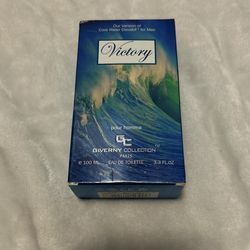 Our Version of
Cool Water Davidoff * for Men
Victory
pour homme
GC
GIVERNY COLLECTION
PARIS
e 100 ML EAU DE TOILETTE 3.3 FL.OZ